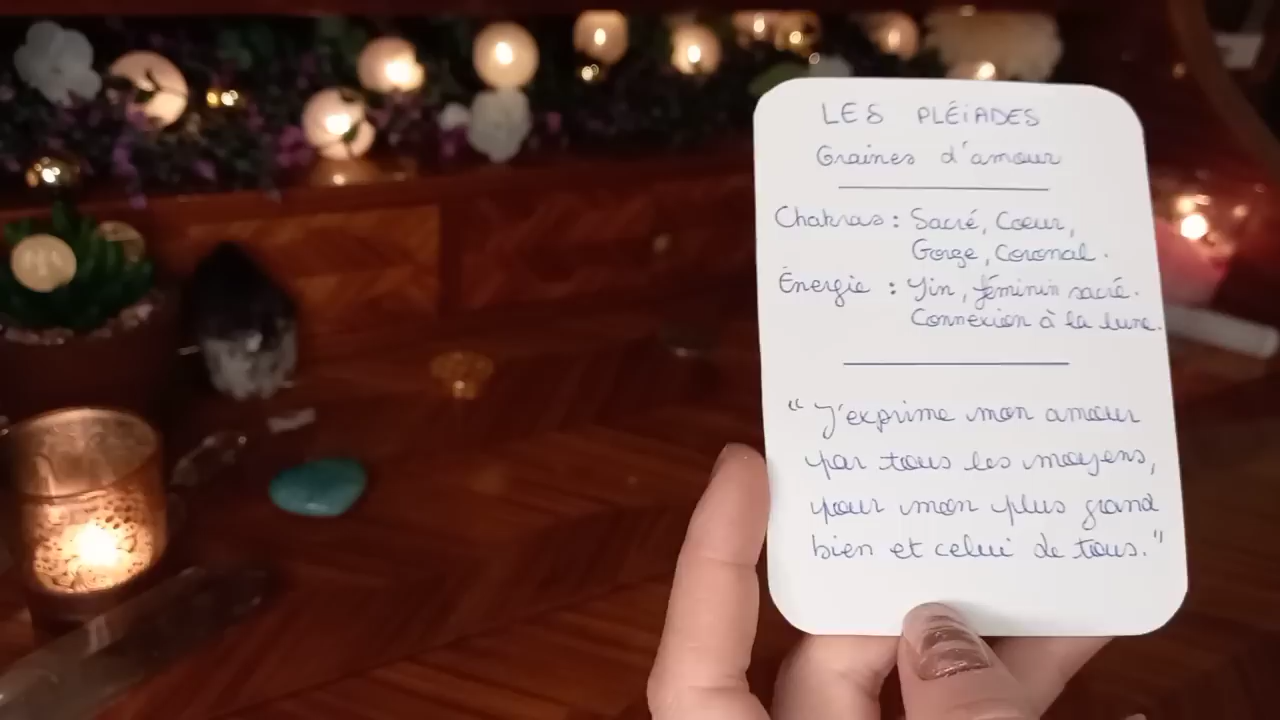 LES PLÉIADES
Graines d'amour
Chakras : Sacré, Coeur,
Gorge, Coronal.
Énergie : Yin, féminin sacré.
Connexion à la lune.
"J'exprime mon amour
par tous les moyens,
pour mon plus grand
bien et celui de tous."